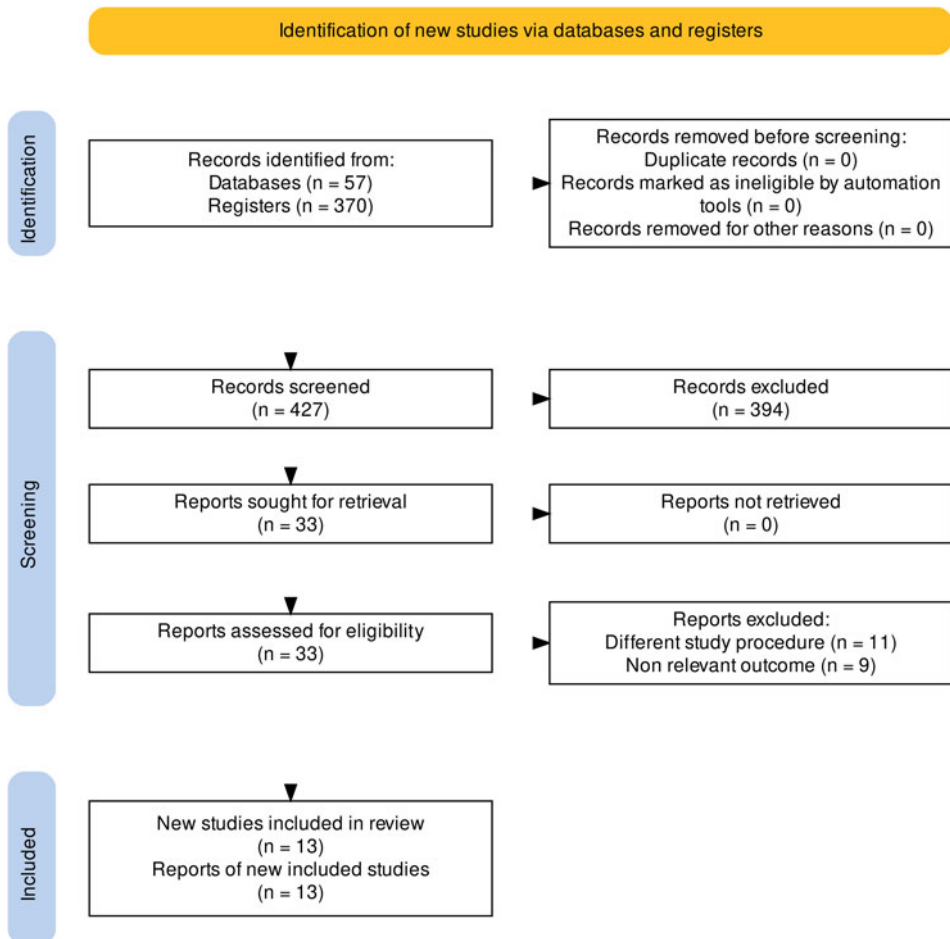 Identification of new studies via databases and registers
Identification
Records identified from:
Databases (n = 57)
Registers (n = 370)
Records removed before screening:
Duplicate records (n = 0)
Records marked as ineligible by automation
tools (n = 0)
Records removed for other reasons (n = 0)
Screening
Records screened
(n = 427)
Records excluded
(n = 394)
Reports sought for retrieval
(n = 33)
Reports not retrieved
(n = 0)
Reports assessed for eligibility
(n = 33)
Reports excluded:
Different study procedure (n = 11)
Non relevant outcome (n = 9)
Included
New studies included in review
(n = 13)
Reports of new included studies
(n = 13)